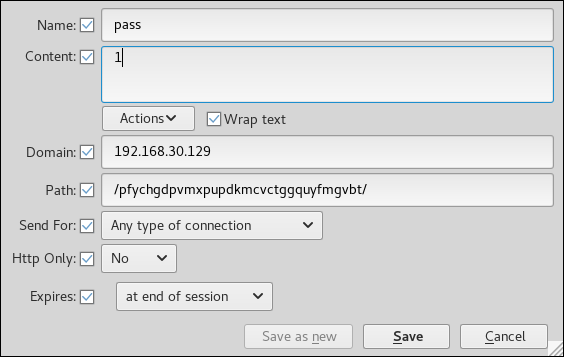 Name: pass
Content: 1
Actions Wrap text
Domain: 192.168.30.129
Path: /pfychgdpvmxpupdkmcvctggquyfmgvbt/
Send For: Any type of connection
Http Only: No
Expires: at end of session
Save as new Save Cancel